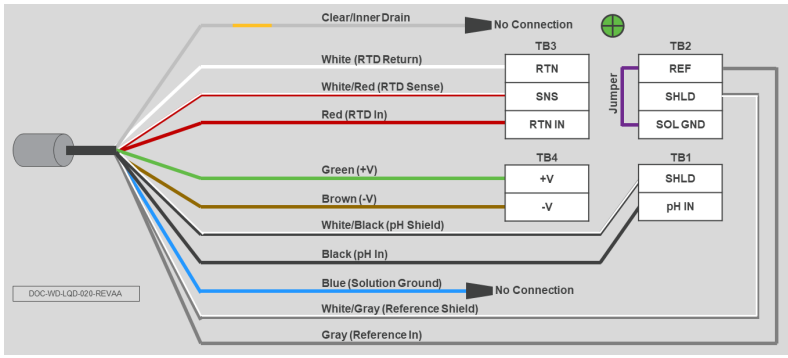 Clear/Inner Drain
No Connection
TB3
TB2
White (RTD Return)
RTN
REF
White/Red (RTD Sense)
SNS
Jumper
SHLD
Red (RTD In)
RTN IN
SOL GND
TB4
TB1
Green (+V)
+V
SHLD
Brown (-V)
-V
pH IN
White/Black (pH Shield)
Black (pH In)
Blue (Solution Ground)
No Connection
DOC-WD-LQD-020-REVAA
White/Gray (Reference Shield)
Gray (Reference In)